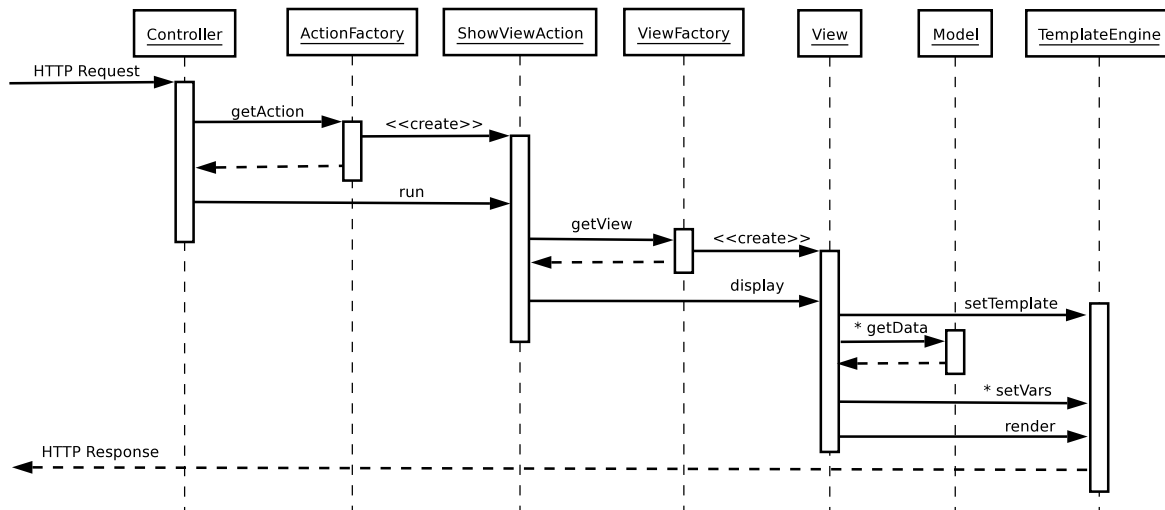 Controller
ActionFactory
ShowViewAction
ViewFactory
View
Model
TemplateEngine
HTTP Request
getAction
<<create>>
run
getView
<<create>>
display
setTemplate
* getData
* setVars
render
HTTP Response